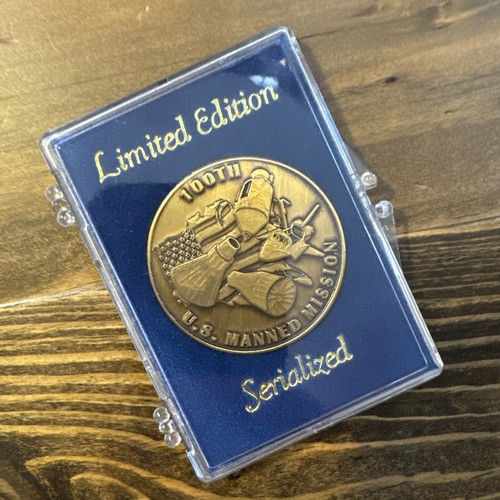 Limited Edition
100TH
U.S. MANNED MISSION
Serialized